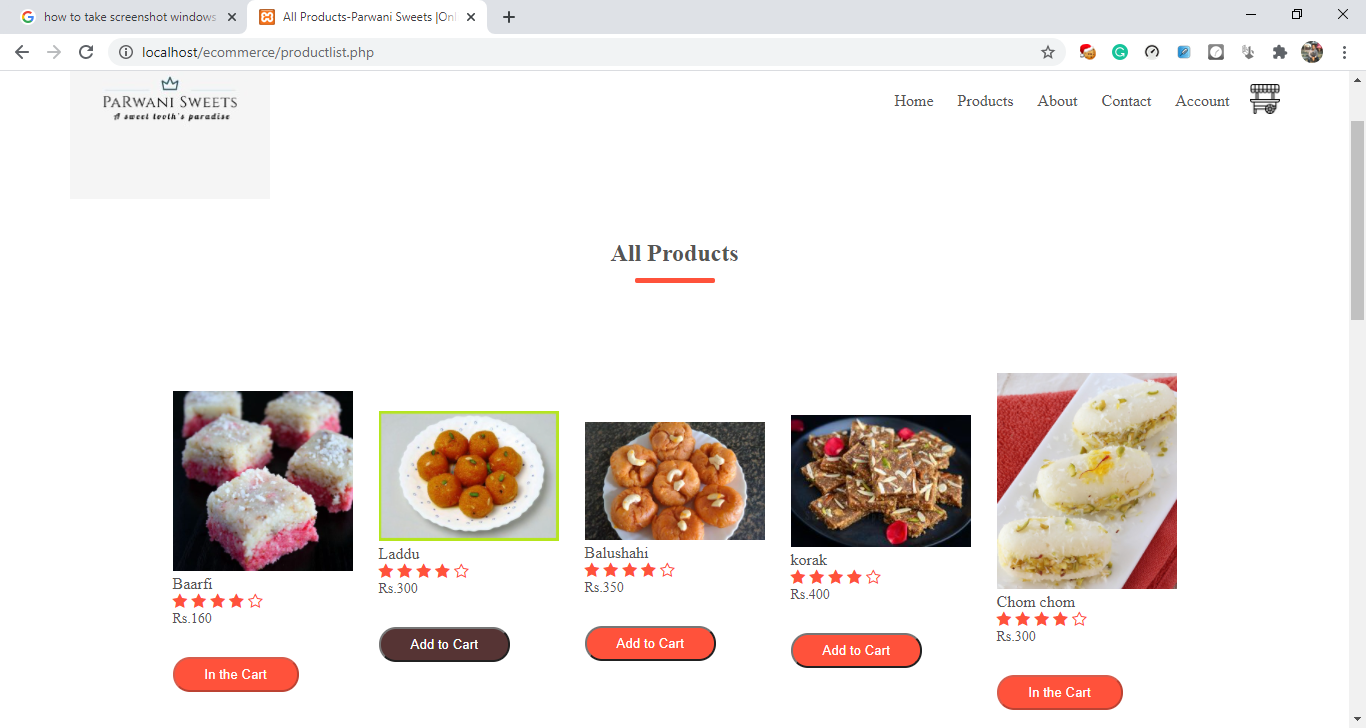 how to take screenshot windows
All Products-Parwani Sweets |Onl
localhost/ecommerce/productlist.php
PaRwani Sweets
A sweet tooth's paradise
Home Products About Contact Account
All Products
Baarfi
Rs.160
In the Cart
Laddu
Rs.300
Add to Cart
Balushahi
Rs.350
Add to Cart
korak
Rs.400
Add to Cart
Chom chom
Rs.300
In the Cart